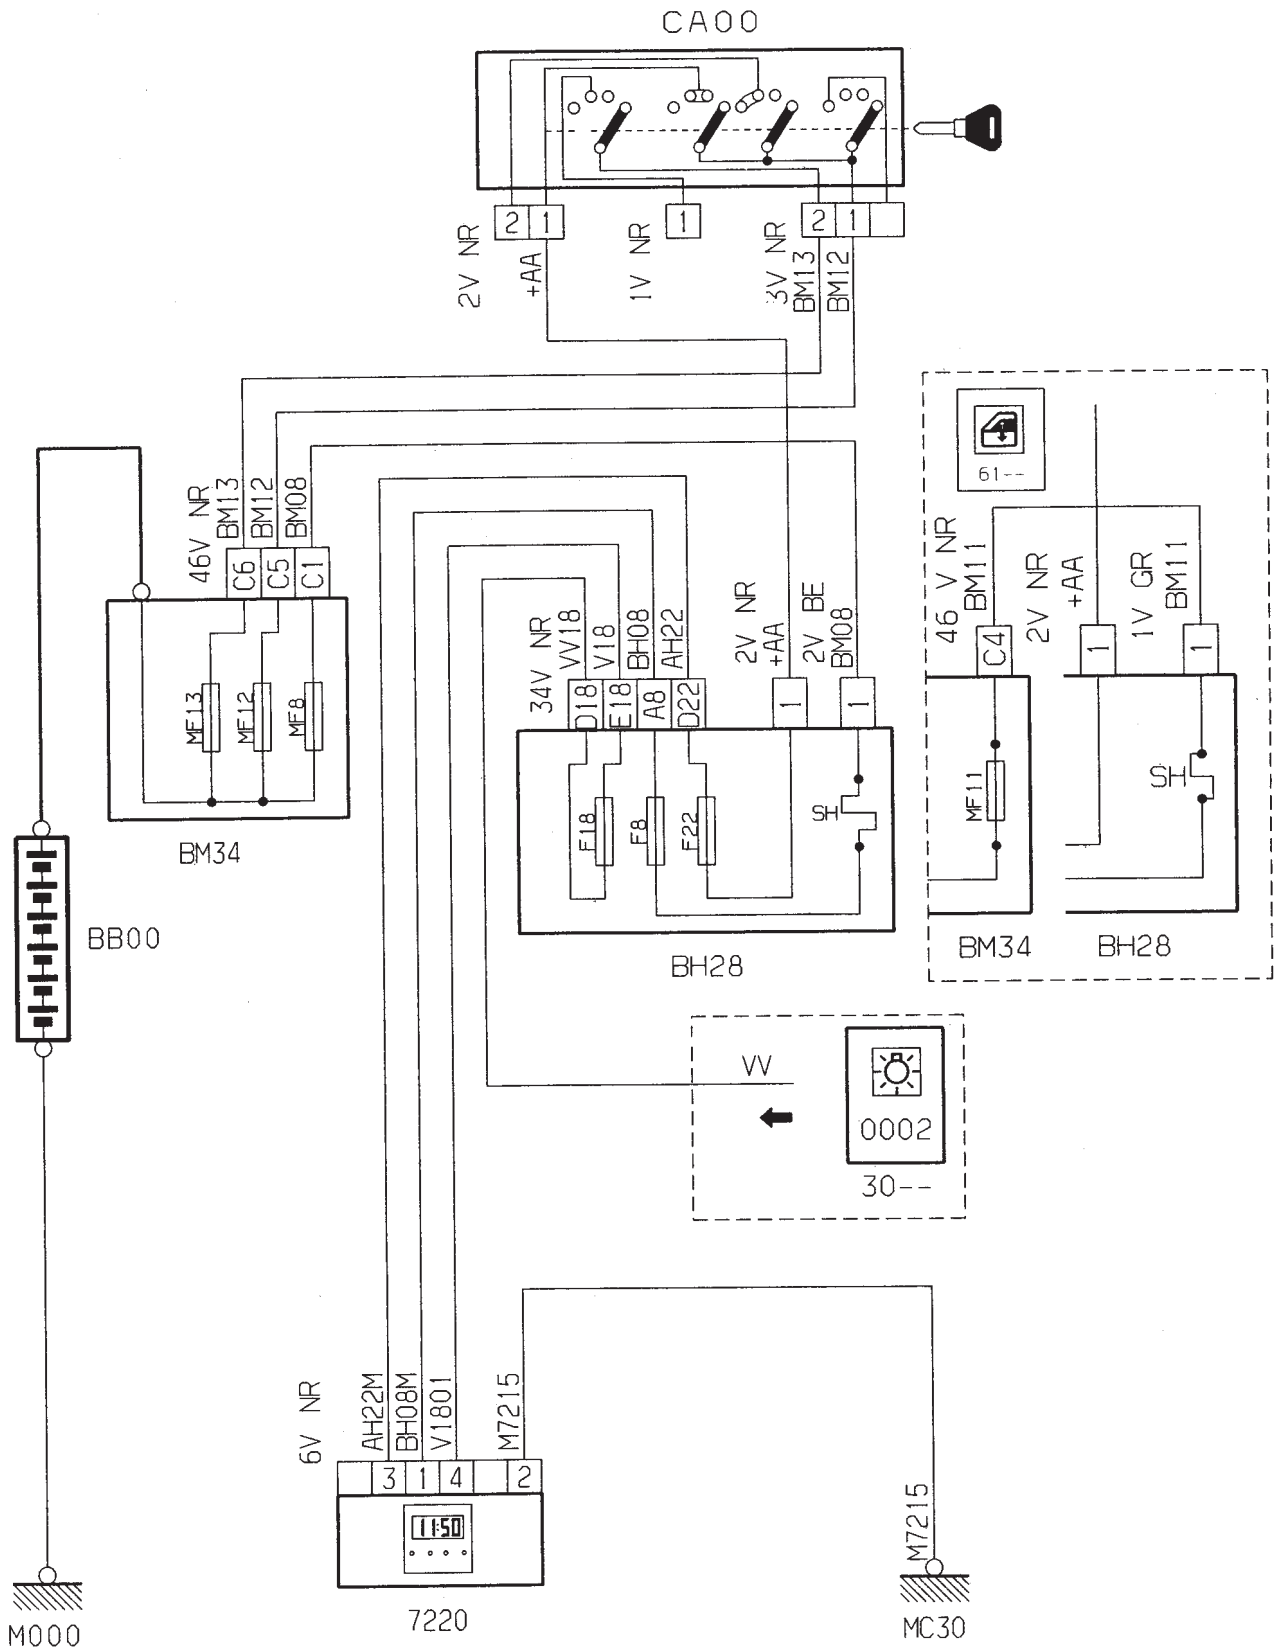 CA00
2 1
1
2 1
2V NR
+AA
1V NR
3V NR
BM13
BM12
61--
46V NR
BM13
BM12
BM08
C6 C5 C1
MF13
MF12
MF8
BM34
34V NR
VV18
V18
BH08
AH22
D18 E18 A8 D22
2V NR
+AA
2V BE
BM08
1
1
F18
F8
F22
SH
BH28
46 V NR
BM11
C4
2V NR
+AA
1V GR
BM11
1
1
MF11
SH
BM34
BH28
BB00
VV
0002
30--
6V NR
AH22M
BH08M
V1801
M7215
3 1 4 2
11:50
7220
M7215
M000
MC30